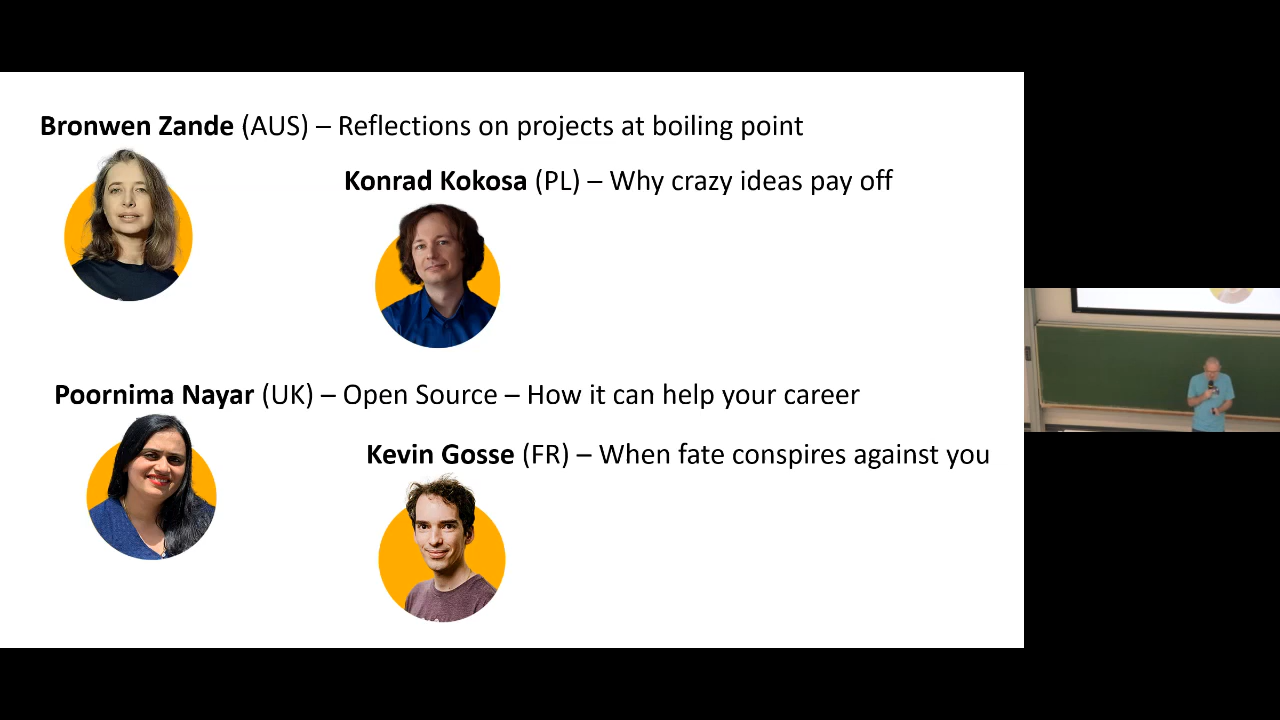 Bronwen Zande (AUS) – Reflections on projects at boiling point
Konrad Kokosa (PL) – Why crazy ideas pay off
Poornima Nayar (UK) – Open Source – How it can help your career
Kevin Gosse (FR) – When fate conspires against you